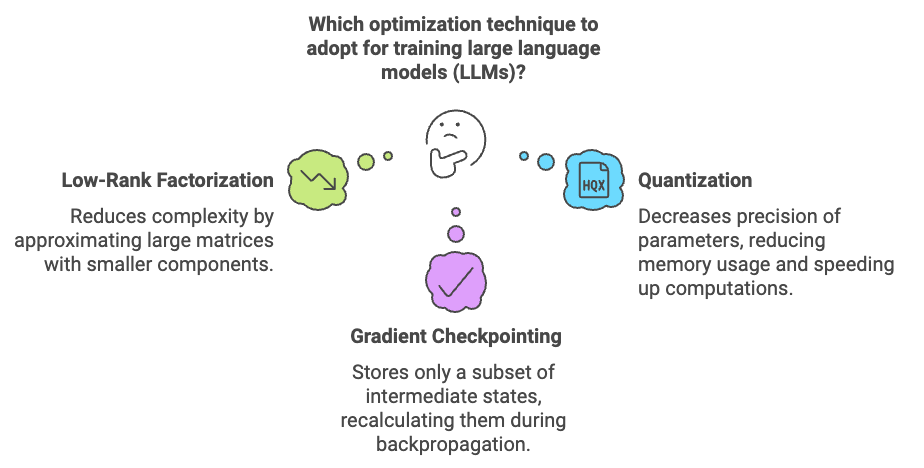 Which optimization technique to
adopt for training large language
models (LLMs)?
Low-Rank Factorization
Reduces complexity by
approximating large matrices
with smaller components.
HQX
Quantization
Decreases precision of
parameters, reducing
memory usage and speeding
up computations.
Gradient Checkpointing
Stores only a subset of
intermediate states,
recalculating them during
backpropagation.